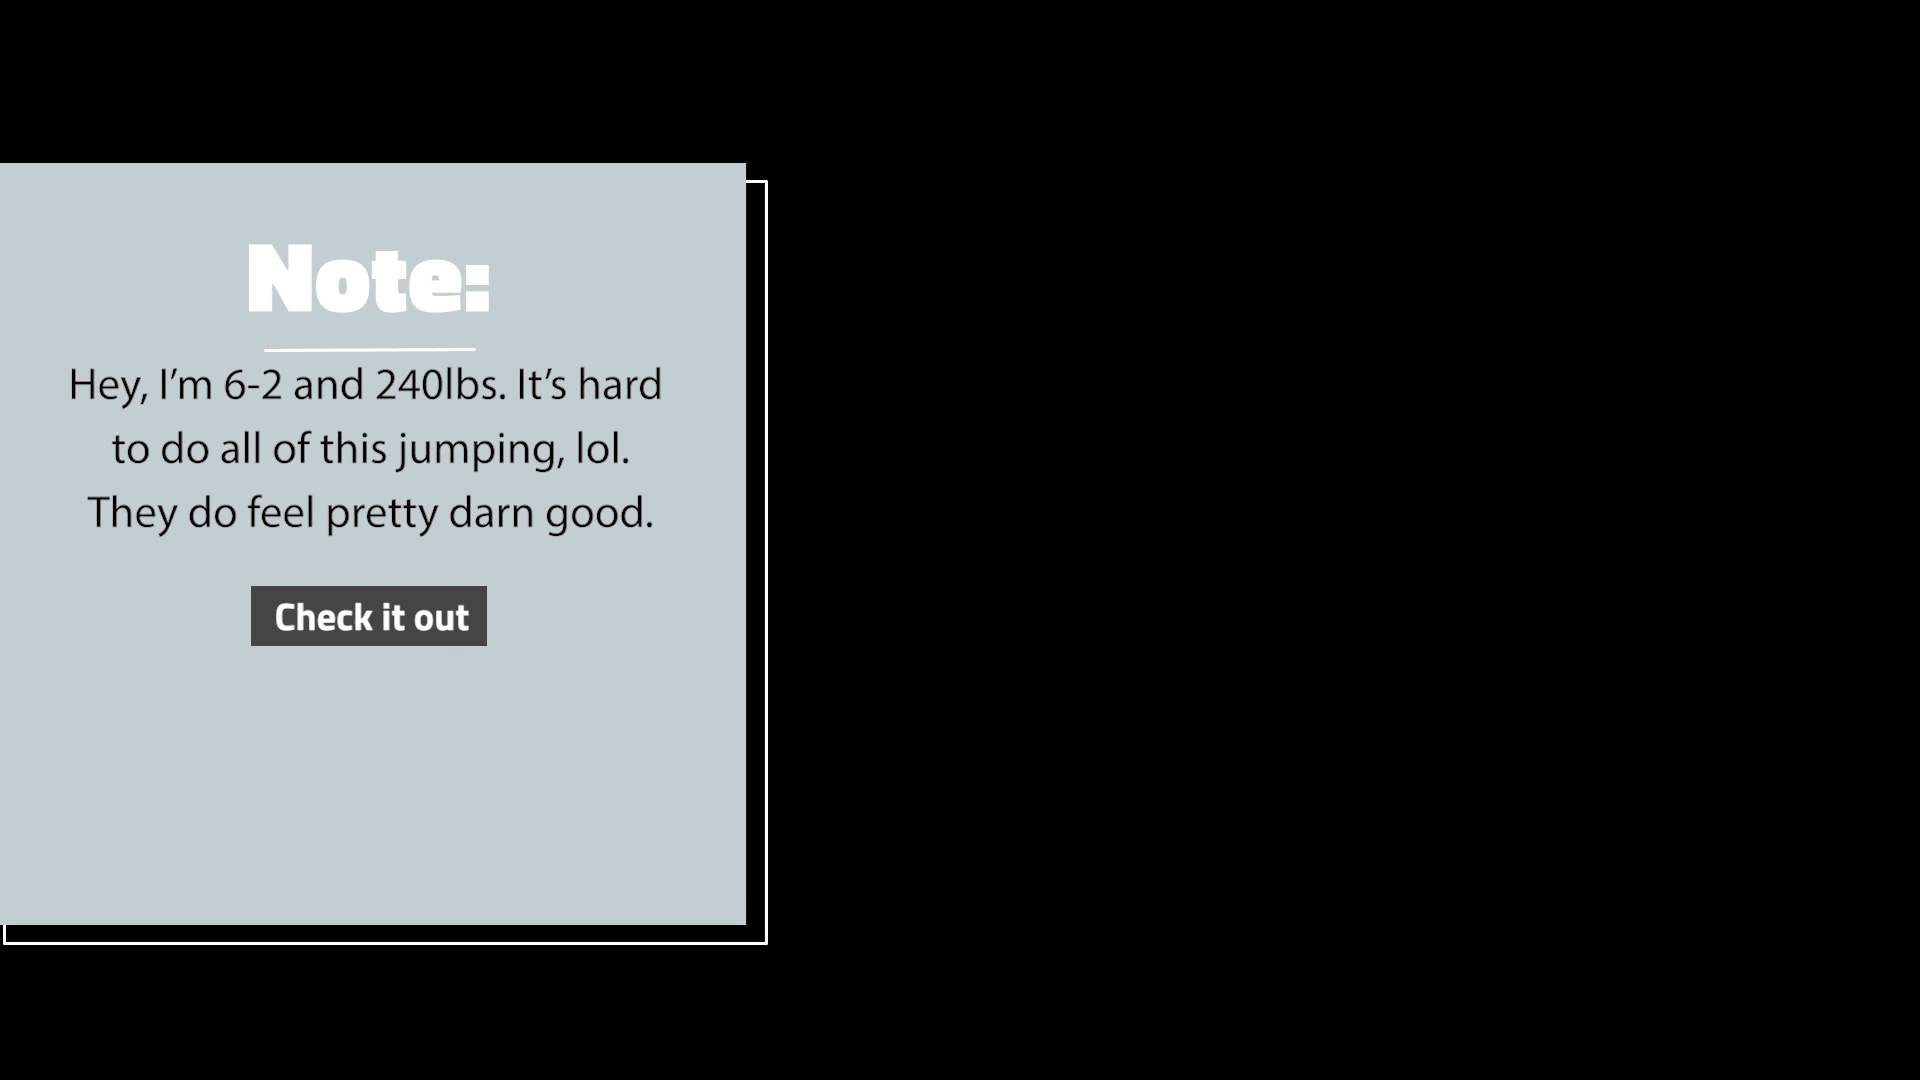 Note:
Hey, I’m 6-2 and 240lbs. It’s hard
to do all of this jumping, lol.
They do feel pretty darn good.
Check it out